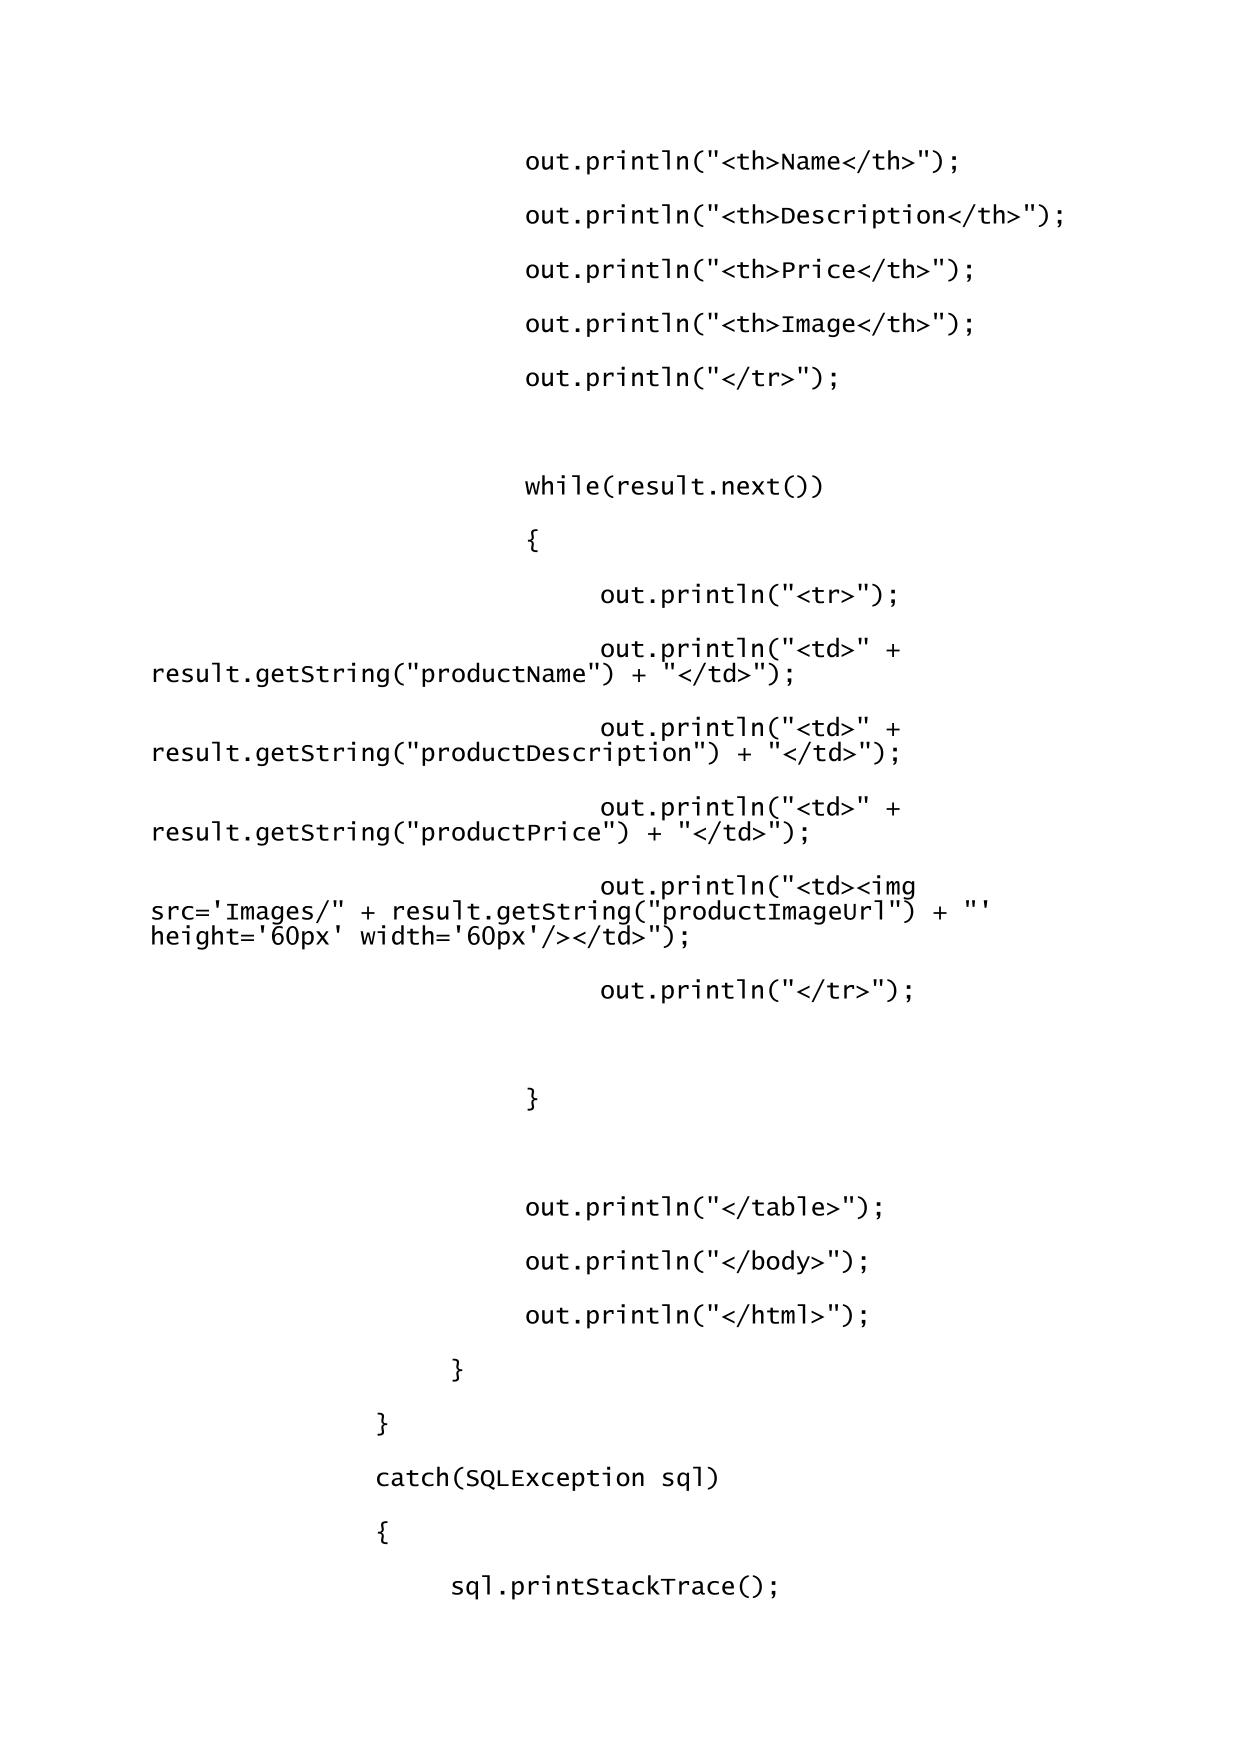 out.println("<th>Name</th>");
out.println("<th>Description</th>");
out.println("<th>Price</th>");
out.println("<th>Image</th>");
out.println("</tr>");
while(result.next())
{
out.println("<tr>");
out.println("<td>" +
result.getString("productName") + "</td>");
out.println("<td>" +
result.getString("productDescription") + "</td>");
out.println("<td>" +
result.getString("productPrice") + "</td>");
out.println("<td><img
src='Images/" + result.getString("productImageUrl") + "'
height='60px' width='60px'/></td>");
out.println("</tr>");
}
out.println("</table>");
out.println("</body>");
out.println("</html>");
}
}
catch(SQLException sql)
{
sql.printStackTrace();